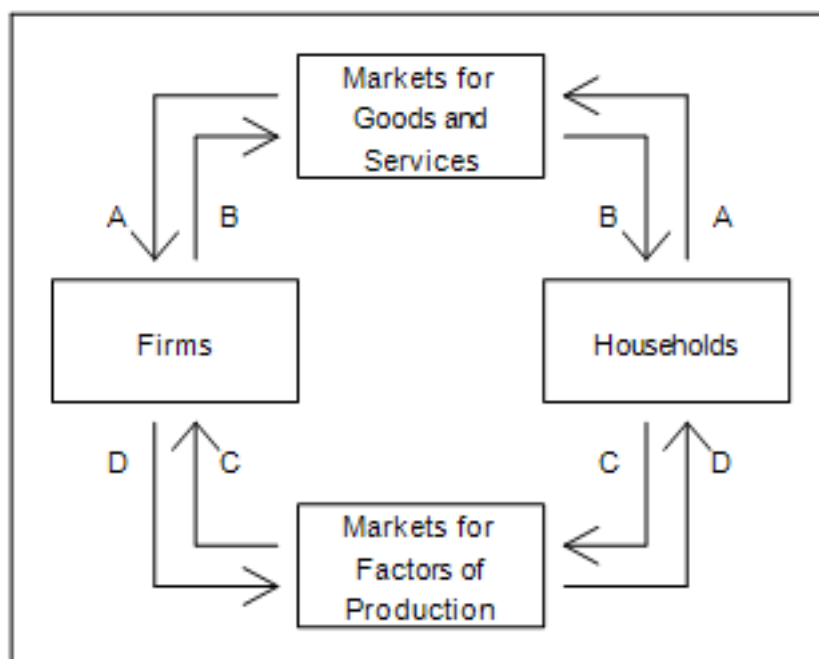 Markets for
Goods and
Services
A
B
B
A
Firms
Households
D
C
C
D
Markets for
Factors of
Production